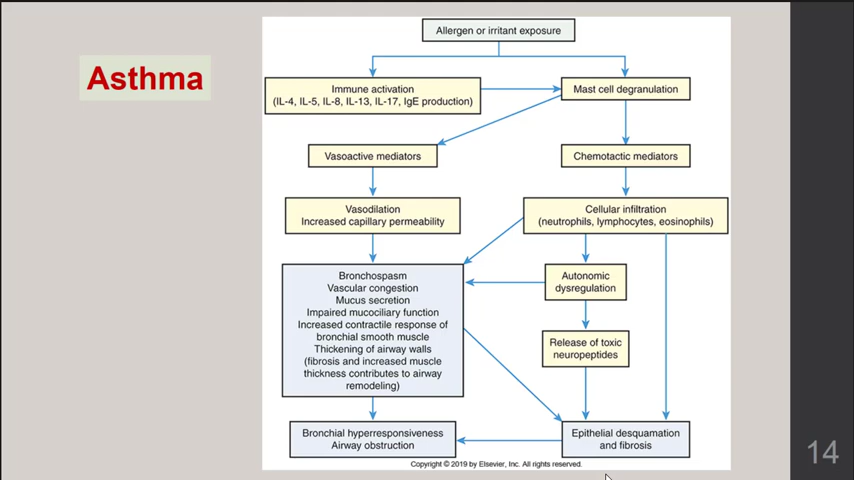 Asthma
Allergen or irritant exposure
Immune activation
(IL-4, IL-5, IL-8, IL-13, IL-17, IgE production)
Mast cell degranulation
Vasoactive mediators
Chemotactic mediators
Vasodilation
Increased capillary permeability
Cellular infiltration
(neutrophils, lymphocytes, eosinophils)
Bronchospasm
Vascular congestion
Mucus secretion
Impaired mucociliary function
Increased contractile response of
bronchial smooth muscle
Thickening of airway walls
(fibrosis and increased muscle
thickness contributes to airway
remodeling)
Autonomic
dysregulation
Release of toxic
neuropeptides
Bronchial hyperresponsiveness
Airway obstruction
Epithelial desquamation
and fibrosis
Copyright © 2019 by Elsevier, Inc. All rights reserved.
14